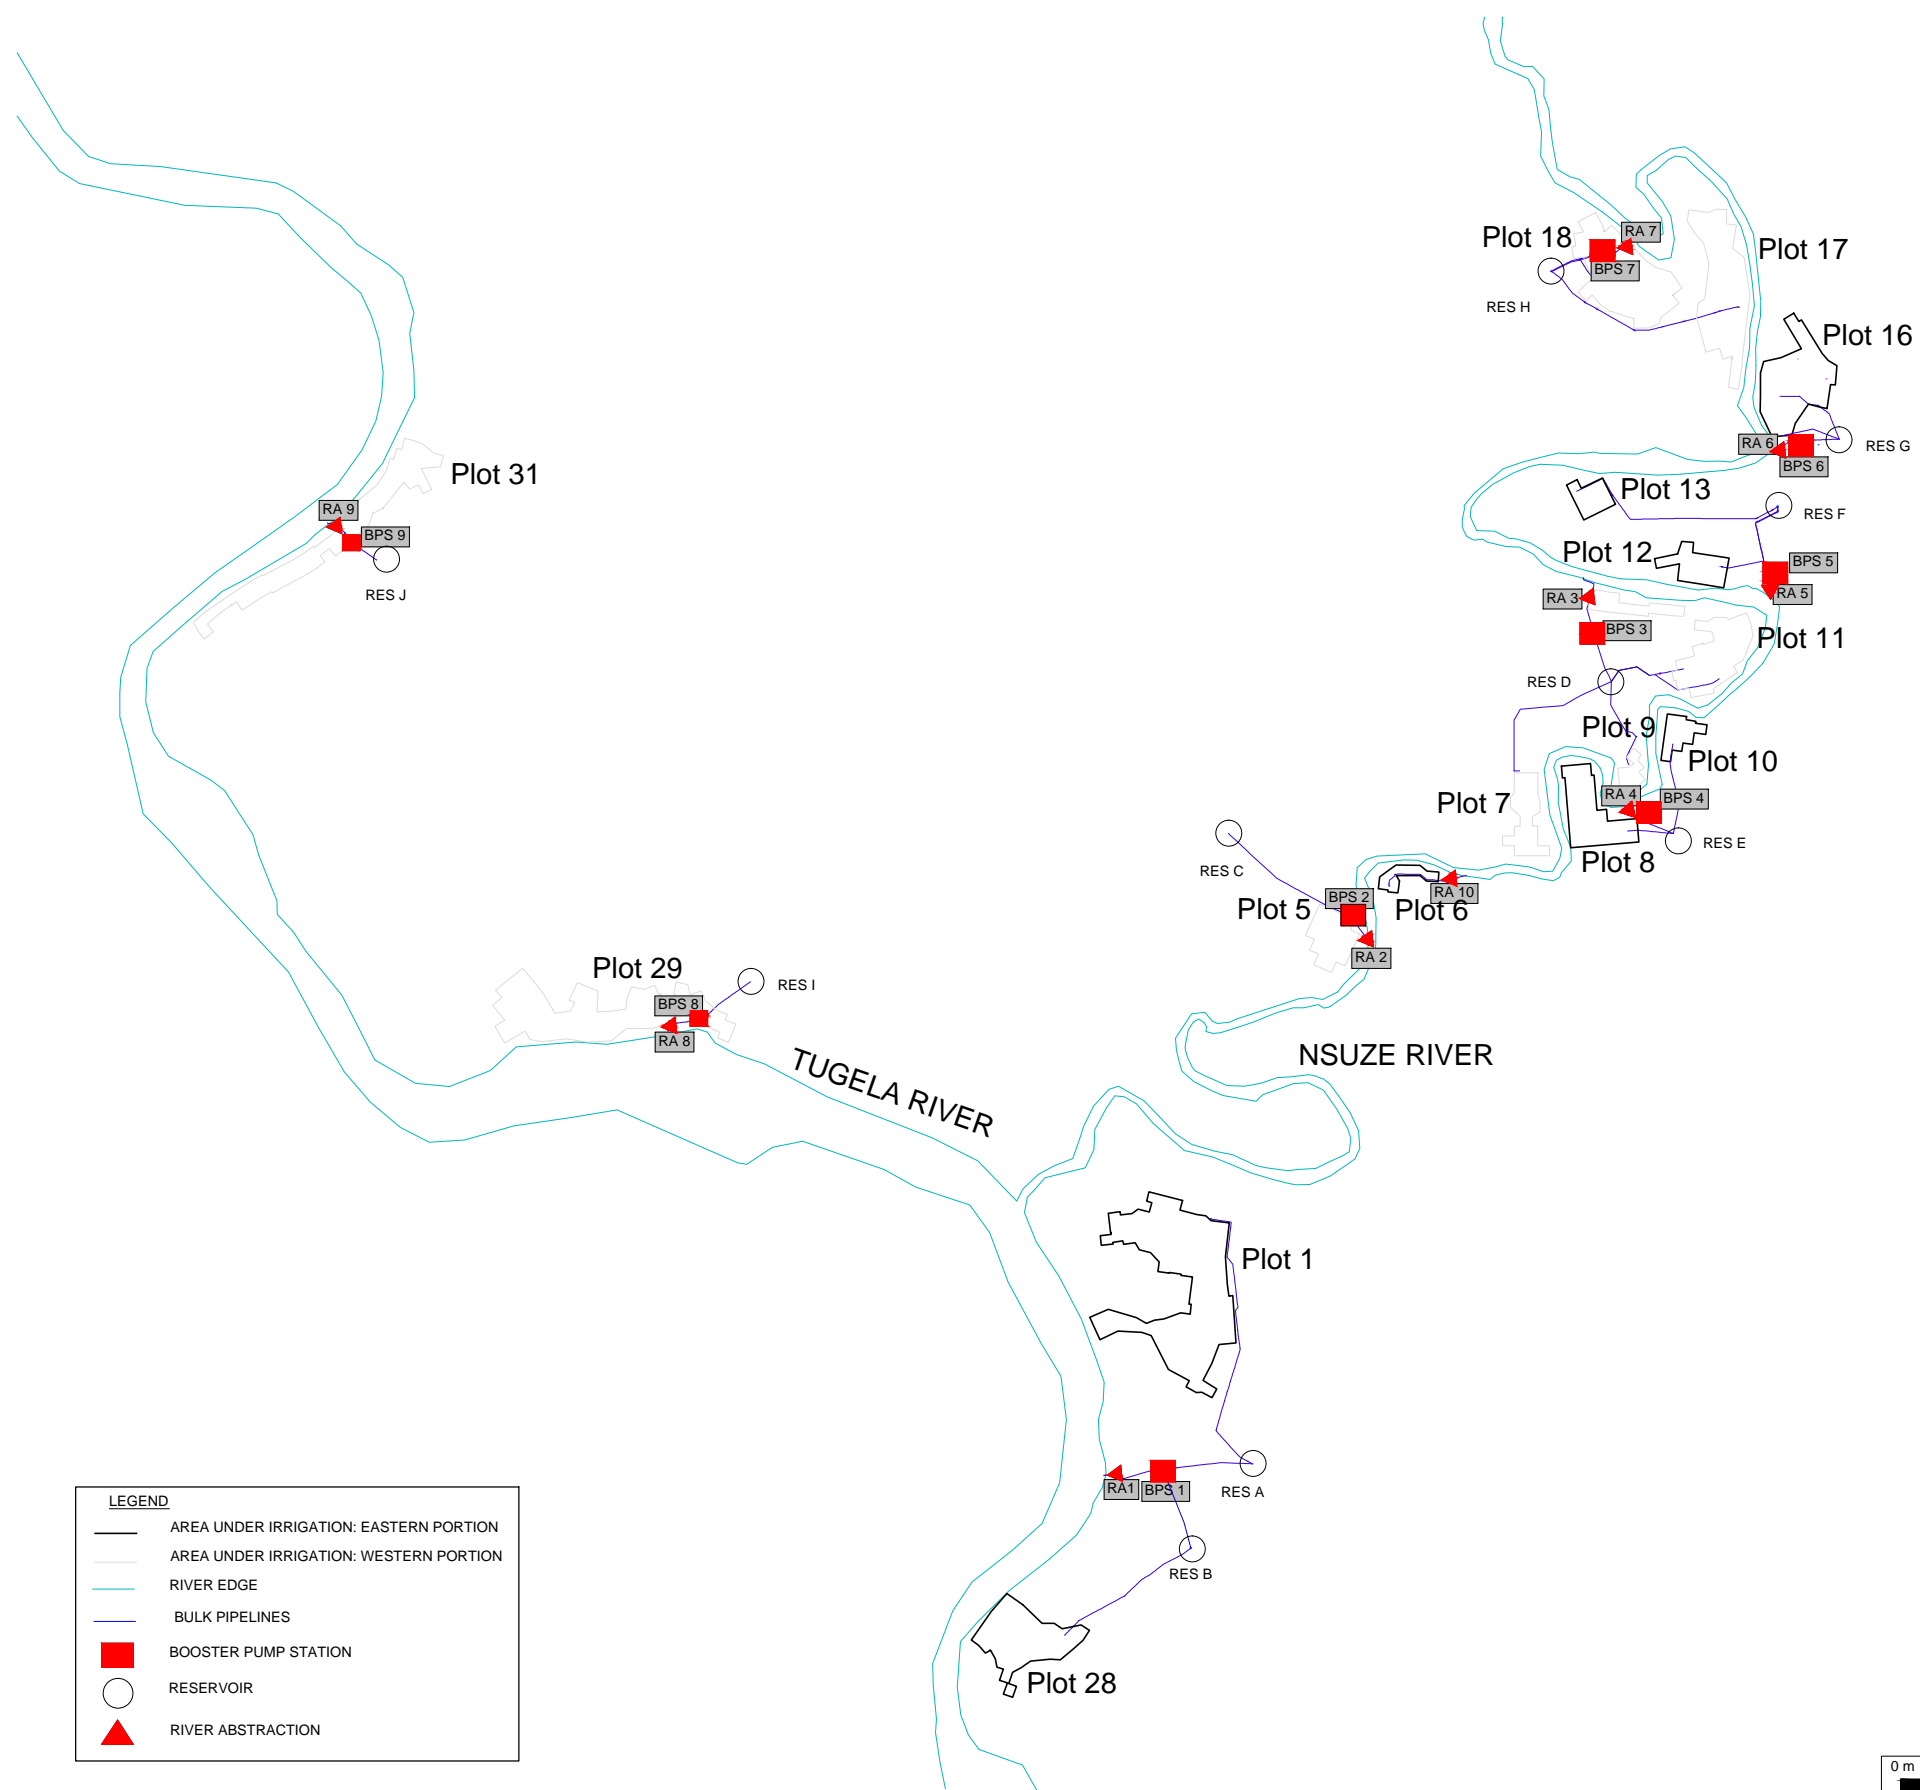 RA 7
Plot 18
Plot 17
BPS 7
RES H
Plot 16
RA 6
RES G
BPS 6
Plot 31
Plot 13
RA 9
RES F
BPS 9
Plot 12
BPS 5
RES J
RA 3
RA 5
BPS 3
Plot 11
RES D
Plot 9
Plot 10
RA 4
BPS 4
Plot 7
RES E
Plot 8
RES C
BPS 2
RA 10
Plot 5
Plot 6
RA 2
Plot 29
RES I
BPS 8
RA 8
TUGELA RIVER
NSUZE RIVER
Plot 1
RA1
BPS 1
RES A
RES B
Plot 28
LEGEND
AREA UNDER IRRIGATION: EASTERN PORTION
AREA UNDER IRRIGATION: WESTERN PORTION
RIVER EDGE
BULK PIPELINES
BOOSTER PUMP STATION
RESERVOIR
RIVER ABSTRACTION
0 m